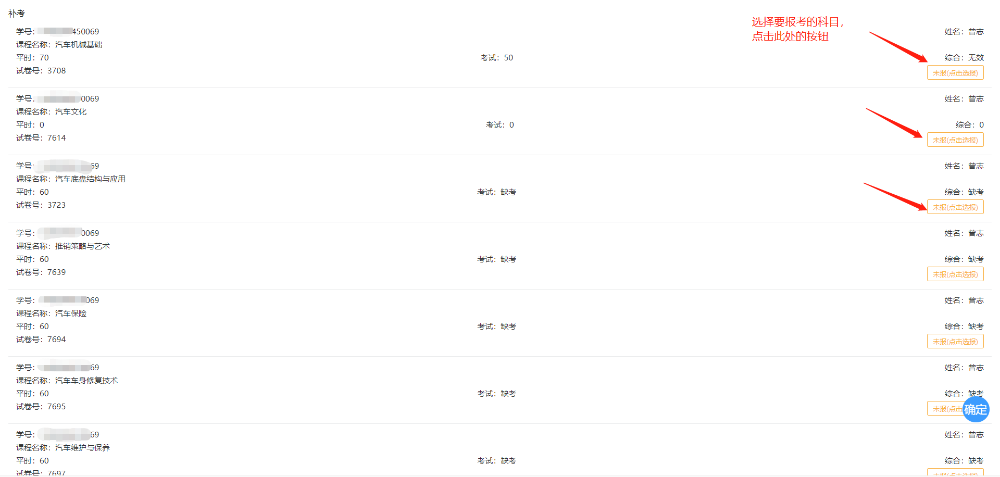 补考
选择要报考的科目，
点击此处的按钮
学号： 450069 姓名：曾志
课程名称：汽车机械基础
平时：70 考试：50 综合：无效
试卷号：3708 未报(点击选报)
学号： 0069 姓名：曾志
课程名称：汽车文化
平时：0 考试：0 综合：0
试卷号：7614 未报(点击选报)
学号： 69 姓名：曾志
课程名称：汽车底盘结构与应用
平时：60 考试：缺考 综合：缺考
试卷号：3723 未报(点击选报)
学号： 0069 姓名：曾志
课程名称：推销策略与艺术
平时：60 考试：缺考 综合：缺考
试卷号：7639 未报(点击选报)
学号： 069 姓名：曾志
课程名称：汽车保险
平时：60 考试：缺考 综合：缺考
试卷号：7694 未报(点击选报)
学号： 69 姓名：曾志
课程名称：汽车车身修复技术
平时：60 考试：缺考 综合：缺考
试卷号：7695 未报(点击 确定
学号： 69 姓名：曾志
课程名称：汽车维护与保养
平时：60 考试：缺考 综合：缺考
试卷号：7697 未报(点击选报)